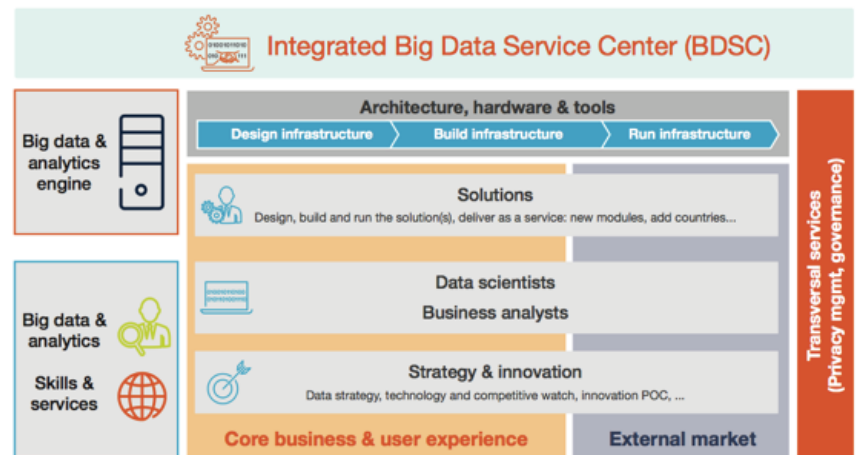 Integrated Big Data Service Center (BDSC)
Big data &
analytics
engine
Architecture, hardware & tools
Design infrastructure
Build infrastructure
Run infrastructure
Solutions
Design, build and run the solution(s), deliver as a service: new modules, add countries...
Big data &
analytics
Skills &
services
Data scientists
Business analysts
Strategy & innovation
Data strategy, technology and competitive watch, innovation POC, ...
Core business & user experience
External market
Transversal services
(Privacy mgmt, governance)